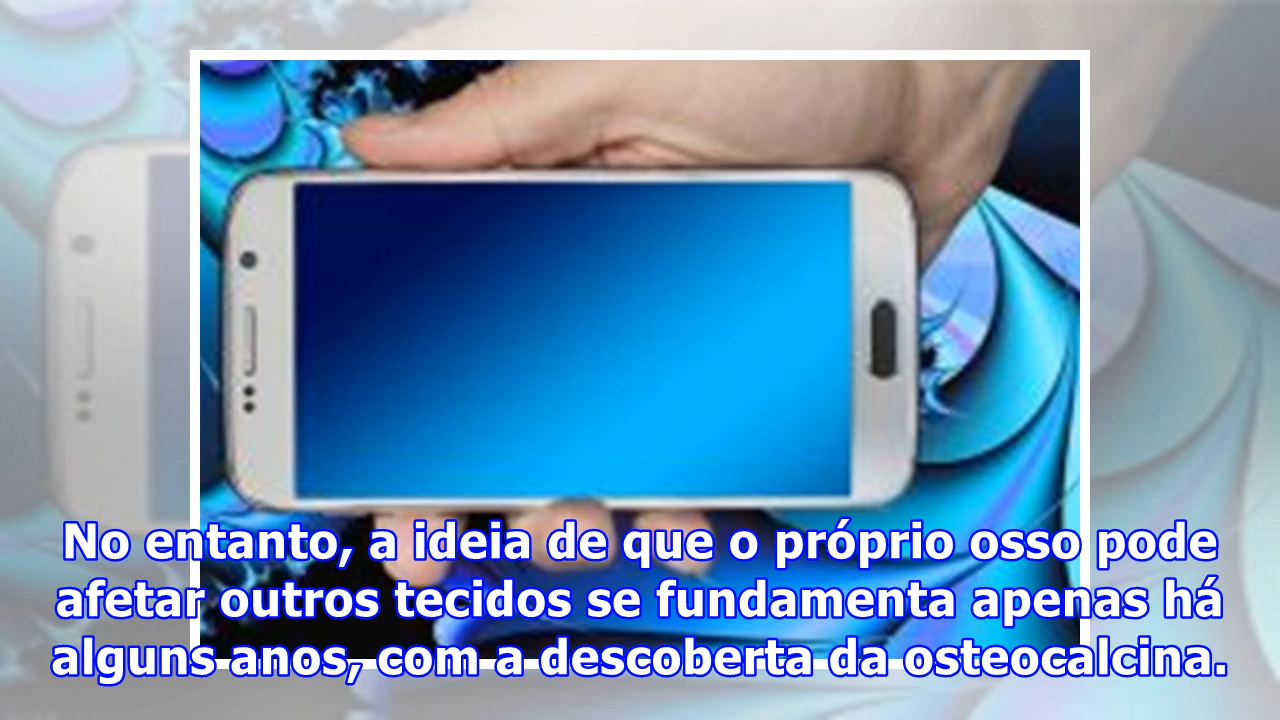 No entanto, a ideia de que o próprio osso pode
afetar outros tecidos se fundamenta apenas há
alguns anos, com a descoberta da osteocalcina.